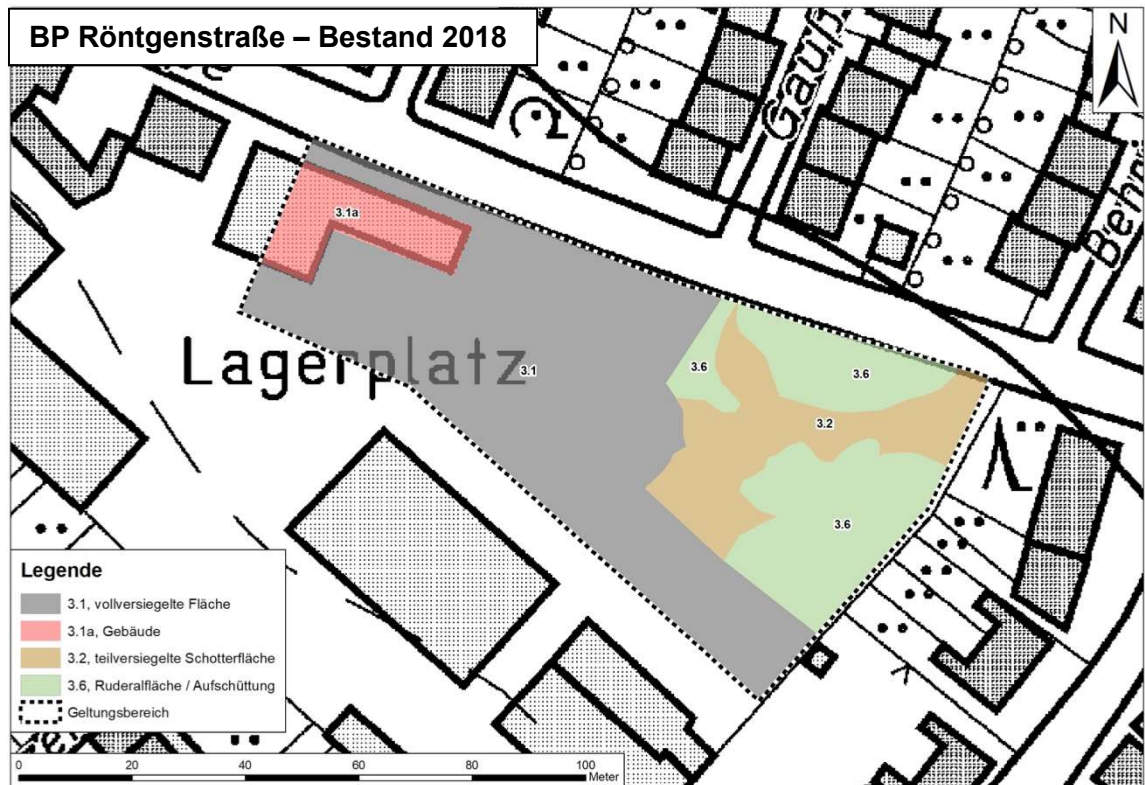 BP Röntgenstraße – Bestand 2018
N
Gauß
Behr
3.1a
Lagerplatz
3.1
3.6
3.6
3.2
3.6
Legende
3.1, vollversiegelte Fläche
3.1a, Gebäude
3.2, teilversiegelte Schotterfläche
3.6, Ruderalfläche / Aufschüttung
Geltungsbereich
0 20 40 60 80 100
Meter